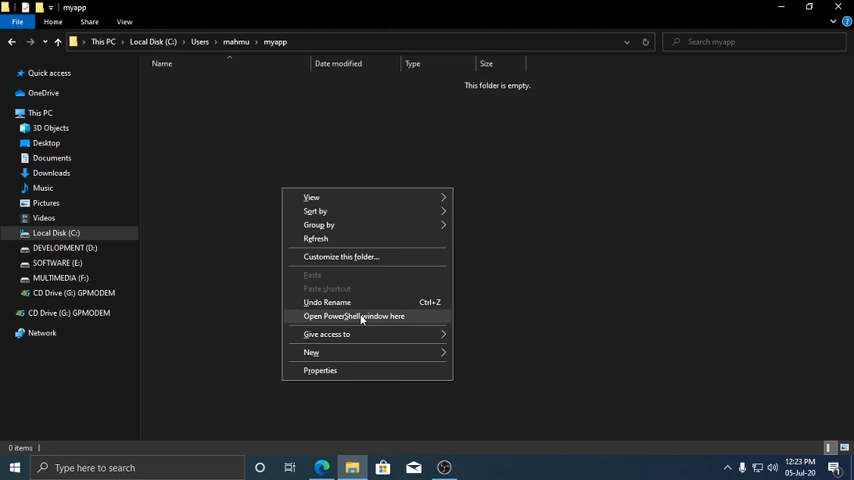 myapp
File Home Share View
This PC Local Disk (C:) Users mahmu myapp
Search myapp
Name Date modified Type Size
This folder is empty.
Quick access
OneDrive
This PC
3D Objects
Desktop
Documents
Downloads
Music
Pictures
Videos
Local Disk (C:)
DEVELOPMENT (D:)
SOFTWARE (E:)
MULTIMEDIA (F:)
CD Drive (G:) GPMODEM
CD Drive (G:) GPMODEM
Network
View
Sort by
Group by
Refresh
Customize this folder...
Paste
Paste shortcut
Undo Rename Ctrl+Z
Open PowerShell window here
Give access to
New
Properties
0 items
Type here to search
12:23 PM
05-Jul-20
1